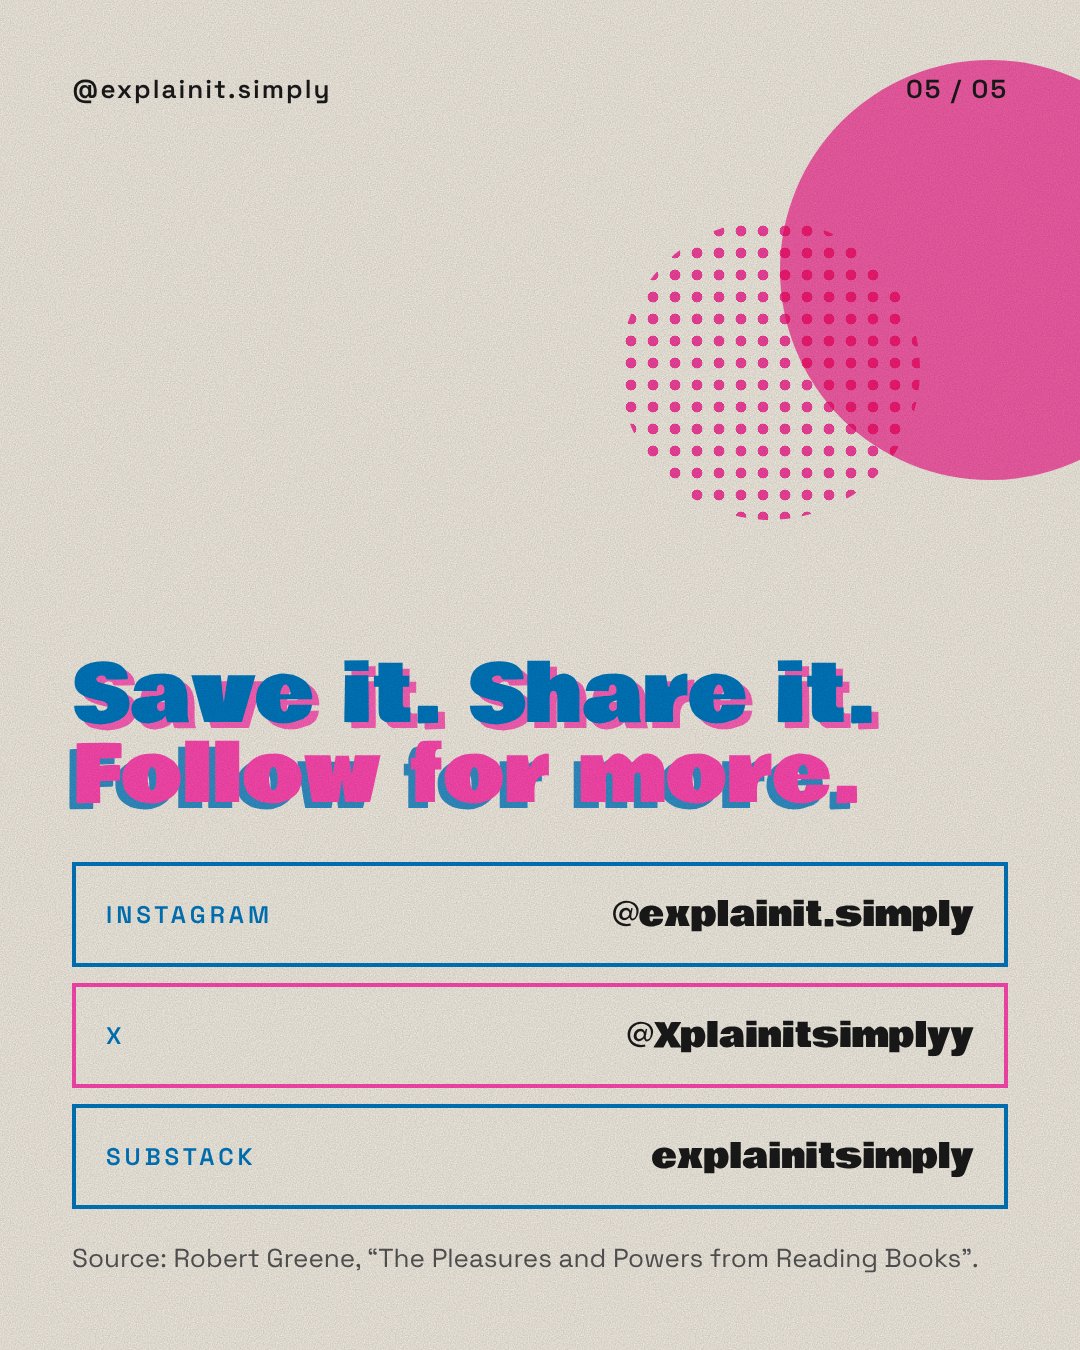 @explainit.simply
05 / 05
Save it. Share it.
Follow for more.
INSTAGRAM
@explainit.simply
X
@Xplainitsimplyy
SUBSTACK
explainitsimply
Source: Robert Greene, “The Pleasures and Powers from Reading Books”.